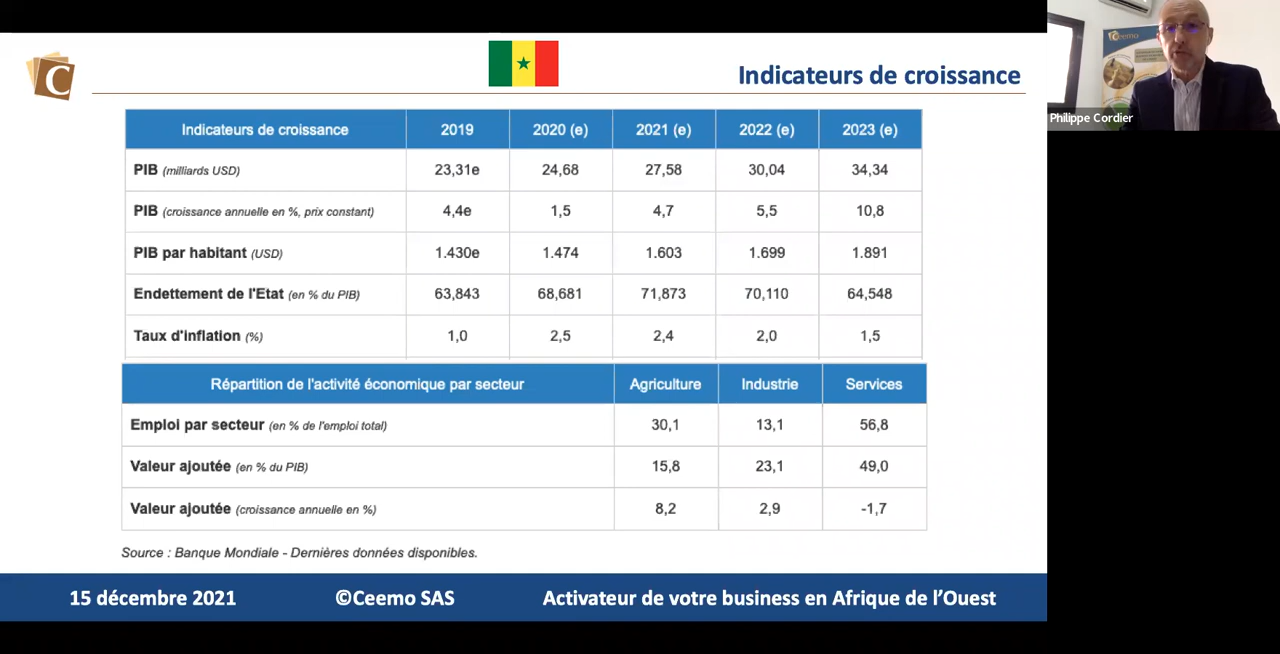 C
Indicateurs de croissance
Indicateurs de croissance 2019 2020 (e) 2021 (e) 2022 (e) 2023 (e)
PIB (milliards USD) 23,31e 24,68 27,58 30,04 34,34
PIB (croissance annuelle en %, prix constant) 4,4e 1,5 4,7 5,5 10,8
PIB par habitant (USD) 1.430e 1.474 1.603 1.699 1.891
Endettement de l'Etat (en % du PIB) 63,843 68,681 71,873 70,110 64,548
Taux d'inflation (%) 1,0 2,5 2,4 2,0 1,5
Répartition de l'activité économique par secteur Agriculture Industrie Services
Emploi par secteur (en % de l'emploi total) 30,1 13,1 56,8
Valeur ajoutée (en % du PIB) 15,8 23,1 49,0
Valeur ajoutée (croissance annuelle en %) 8,2 2,9 -1,7
Source : Banque Mondiale - Dernières données disponibles.
15 décembre 2021 ©Ceemo SAS Activateur de votre business en Afrique de l’Ouest
Ceemo
Philippe Cordier